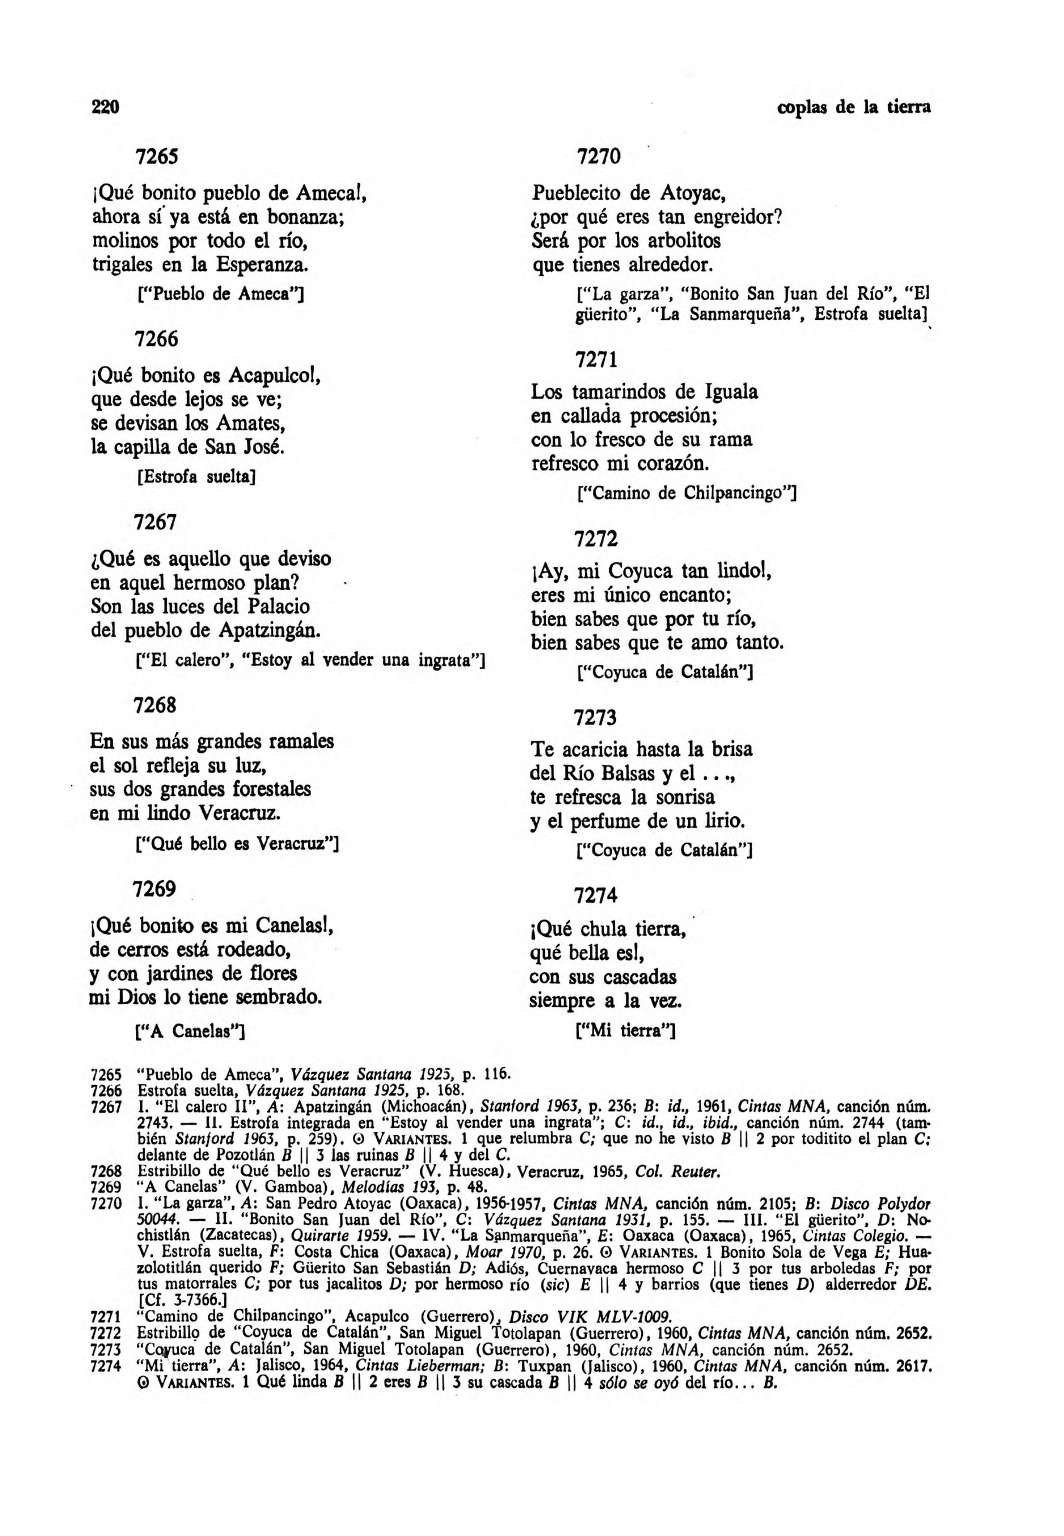 220
coplas de la tierra
7265
¡Qué bonito pueblo de Ameca!,
ahora sí ya está en bonanza;
molinos por todo el río,
trigales en la Esperanza.
["Pueblo de Ameca"]
7266
¡Qué bonito es Acapulco!,
que desde lejos se ve;
se devisan los Amates,
la capilla de San José.
[Estrofa suelta]
7267
¿Qué es aquello que deviso
en aquel hermoso plan?
Son las luces del Palacio
del pueblo de Apatzingán.
["El calero", "Estoy al vender una ingrata"]
7268
En sus más grandes ramales
el sol refleja su luz,
sus dos grandes forestales
en mi lindo Veracruz.
["Qué bello es Veracruz"]
7269
¡Qué bonito es mi Canelas!,
de cerros está rodeado,
y con jardines de flores
mi Dios lo tiene sembrado.
["A Canelas"]
7270
Pueblecito de Atoyac,
¿por qué eres tan engreidor?
Será por los arbolitos
que tienes alrededor.
["La garza", "Bonito San Juan del Río", "El
güerito", "La Sanmarqueña", Estrofa suelta]
7271
Los tamarindos de Iguala
en callada procesión;
con lo fresco de su rama
refresco mi corazón.
["Camino de Chilpancingo"]
7272
¡Ay, mi Coyuca tan lindo!,
eres mi único encanto;
bien sabes que por tu río,
bien sabes que te amo tanto.
["Coyuca de Catalán"]
7273
Te acaricia hasta la brisa
del Río Balsas y el . . .,
te refresca la sonrisa
y el perfume de un lirio.
["Coyuca de Catalán"]
7274
¡Qué chula tierra,
qué bella es!,
con sus cascadas
siempre a la vez.
["Mi tierra"]
7265 "Pueblo de Ameca", Vázquez Santana 1925, p. 116.
7266 Estrofa suelta, Vázquez Santana 1925, p. 168.
7267 I. "El calero II", A: Apatzingán (Michoacán), Stanford 1963, p. 236; B: id., 1961, Cintas MNA, canción núm.
2743. — II. Estrofa integrada en "Estoy al vender una ingrata"; C: id., id., ibid., canción núm. 2744 (tam-
bién Stanford 1963, p. 259). ⊙ VARIANTES. 1 que relumbra C; que no he visto B || 2 por toditito el plan C;
delante de Pozotlán B || 3 las ruinas B || 4 y del C.
7268 Estribillo de "Qué bello es Veracruz" (V. Huesca), Veracruz, 1965, Col. Reuter.
7269 "A Canelas" (V. Gamboa), Melodías 193, p. 48.
7270 I. "La garza", A: San Pedro Atoyac (Oaxaca), 1956-1957, Cintas MNA, canción núm. 2105; B: Disco Polydor
50044. — II. "Bonito San Juan del Río", C: Vázquez Santana 1931, p. 155. — III. "El güerito", D: No-
chistlán (Zacatecas), Quirarte 1959. — IV. "La Sanmarqueña", E: Oaxaca (Oaxaca), 1965, Cintas Colegio. —
V. Estrofa suelta, F: Costa Chica (Oaxaca), Moar 1970, p. 26. ⊙ VARIANTES. 1 Bonito Sola de Vega E; Hua-
zolotitlán querido F; Güerito San Sebastián D; Adiós, Cuernavaca hermoso C || 3 por tus arboledas F; por
tus matorrales C; por tus jacalitos D; por hermoso río (sic) E || 4 y barrios (que tienes D) alderredor DE.
[Cf. 3-7366.]
7271 "Camino de Chilpancingo", Acapulco (Guerrero), Disco VIK MLV-1009.
7272 Estribillo de "Coyuca de Catalán", San Miguel Totolapan (Guerrero), 1960, Cintas MNA, canción núm. 2652.
7273 "Coyuca de Catalán", San Miguel Totolapan (Guerrero), 1960, Cintas MNA, canción núm. 2652.
7274 "Mi tierra", A: Jalisco, 1964, Cintas Lieberman; B: Tuxpan (Jalisco), 1960, Cintas MNA, canción núm. 2617.
⊙ VARIANTES. 1 Qué linda B || 2 eres B || 3 su cascada B || 4 sólo se oyó del río... B.